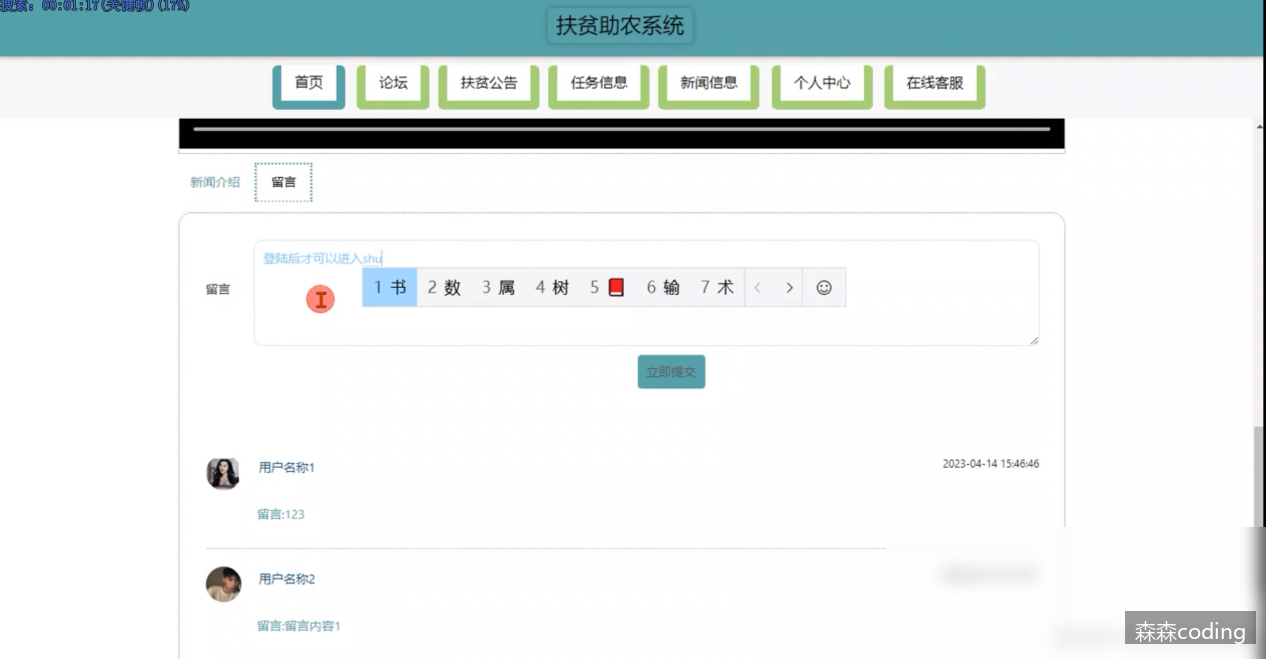 搜索: 00:01:17(关键帧)(17%)
扶贫助农系统
首页 论坛 扶贫公告 任务信息 新闻信息 个人中心 在线客服
新闻介绍 留言
登陆后才可以进入shu
1 书 2 数 3 属 4 树 5 📕 6 输 7 术
留言
立即提交
用户名称1 2023-04-14 15:46:46
留言:123
用户名称2
留言:留言内容1
森森coding